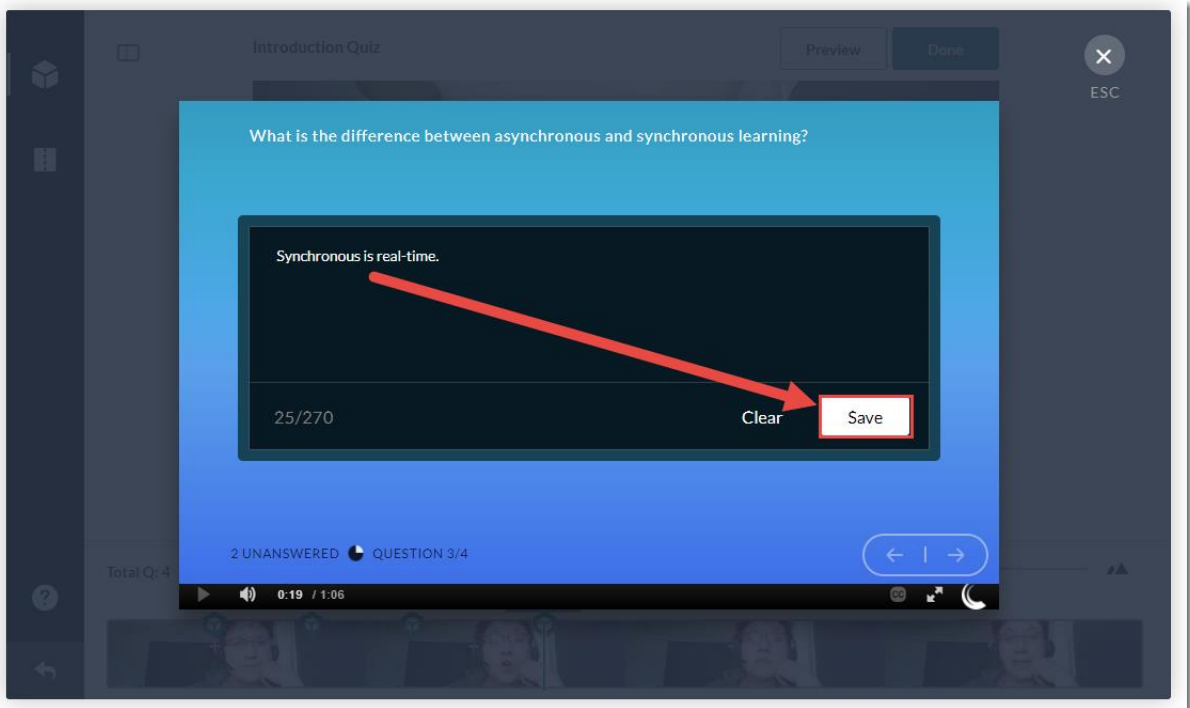 Introduction Quiz
Preview
Done
ESC
What is the difference between asynchronous and synchronous learning?
Synchronous is real-time.
25/270
Clear
Save
2 UNANSWERED QUESTION 3/4
Total Q: 4
0:19 / 1:06
CC